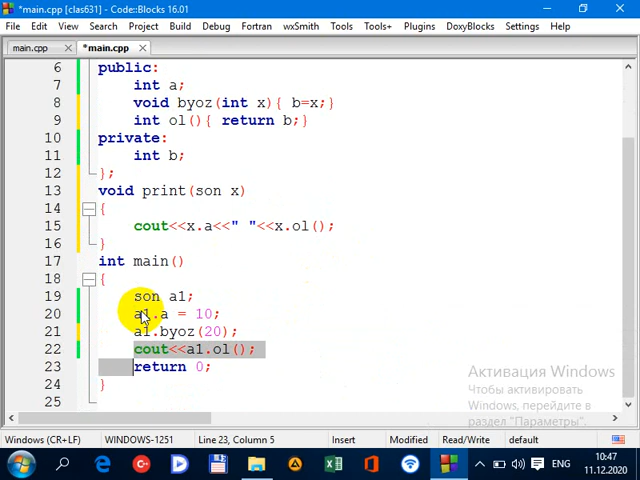 *main.cpp [clas631] - Code::Blocks 16.01
File Edit View Search Project Build Debug Fortran wxSmith Tools Tools+ Plugins DoxyBlocks Settings Help
main.cpp *main.cpp
6 public:
7 int a;
8 void byoz(int x){ b=x;}
9 int ol(){ return b;}
10 private:
11 int b;
12 };
13 void print(son x)
14 {
15 cout<<x.a<<" "<<x.ol();
16 }
17 int main()
18 {
19 son a1;
20 a1.a = 10;
21 a1.byoz(20);
22 cout<<a1.ol();
23 return 0;
24 }
25
Активация Windows
Чтобы активировать
Windows, перейдите в
раздел "Параметры".
Windows (CR+LF) WINDOWS-1251 Line 23, Column 5 Insert Modified Read/Write default
ENG
10:47
11.12.2020